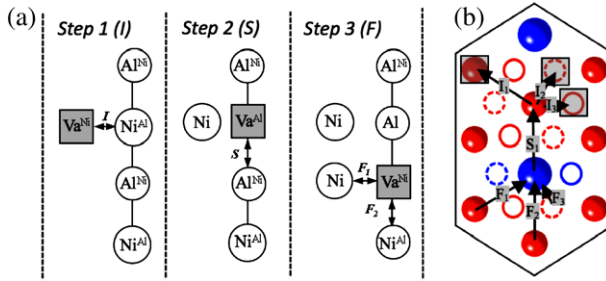 (a)
Step 1 (I)
Step 2 (S)
Step 3 (F)
(b)
Al^Ni
Al^Ni
Al^Ni
Va^Ni
I
Ni^Al
Ni
Va^Al
Ni
Al
S
Al^Ni
Al^Ni
Ni
F₁
Va^Ni
F₂
Ni^Al
Ni^Al
Ni^Al
I₁
I₂
I₃
S₁
F₁
F₂
F₃